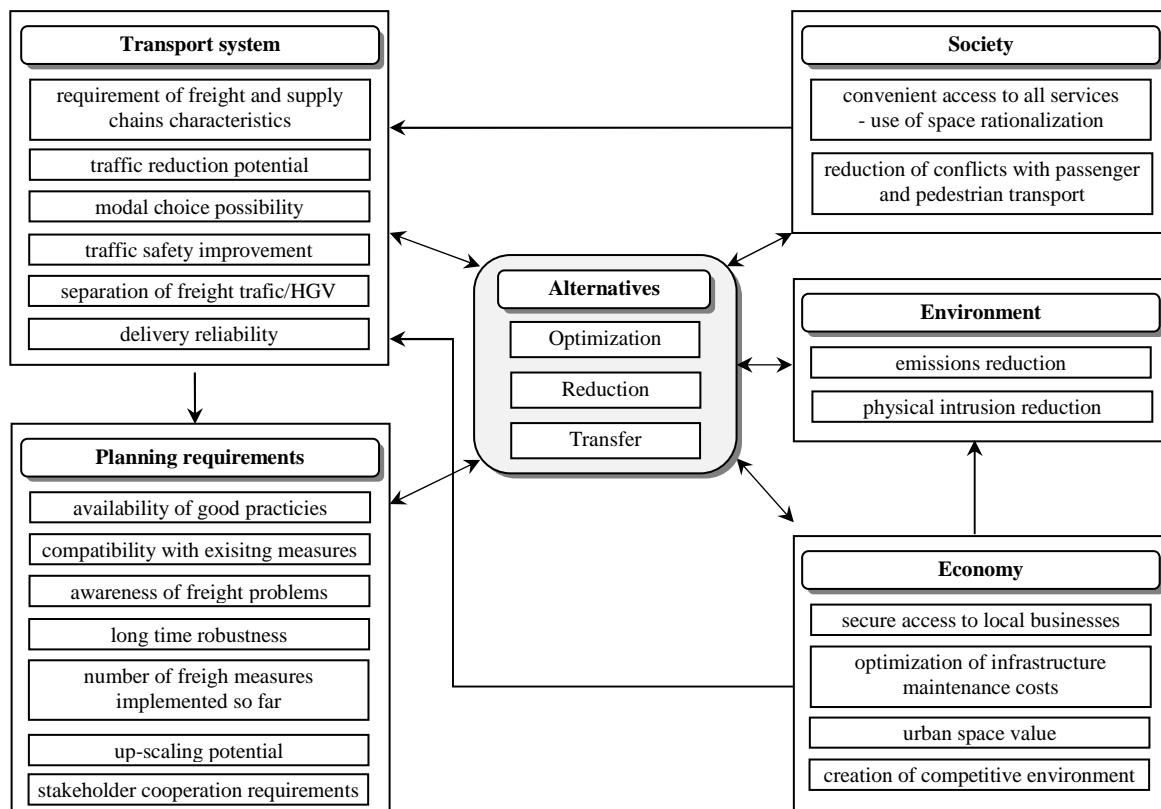 Transport system
requirement of freight and supply
chains characteristics
traffic reduction potential
modal choice possibility
traffic safety improvement
separation of freight trafic/HGV
delivery reliability
Society
convenient access to all services
- use of space rationalization
reduction of conflicts with passenger
and pedestrian transport
Alternatives
Optimization
Reduction
Transfer
Environment
emissions reduction
physical intrusion reduction
Planning requirements
availability of good practicies
compatibility with exisitng measures
awareness of freight problems
long time robustness
number of freigh measures
implemented so far
up-scaling potential
stakeholder cooperation requirements
Economy
secure access to local businesses
optimization of infrastructure
maintenance costs
urban space value
creation of competitive environment